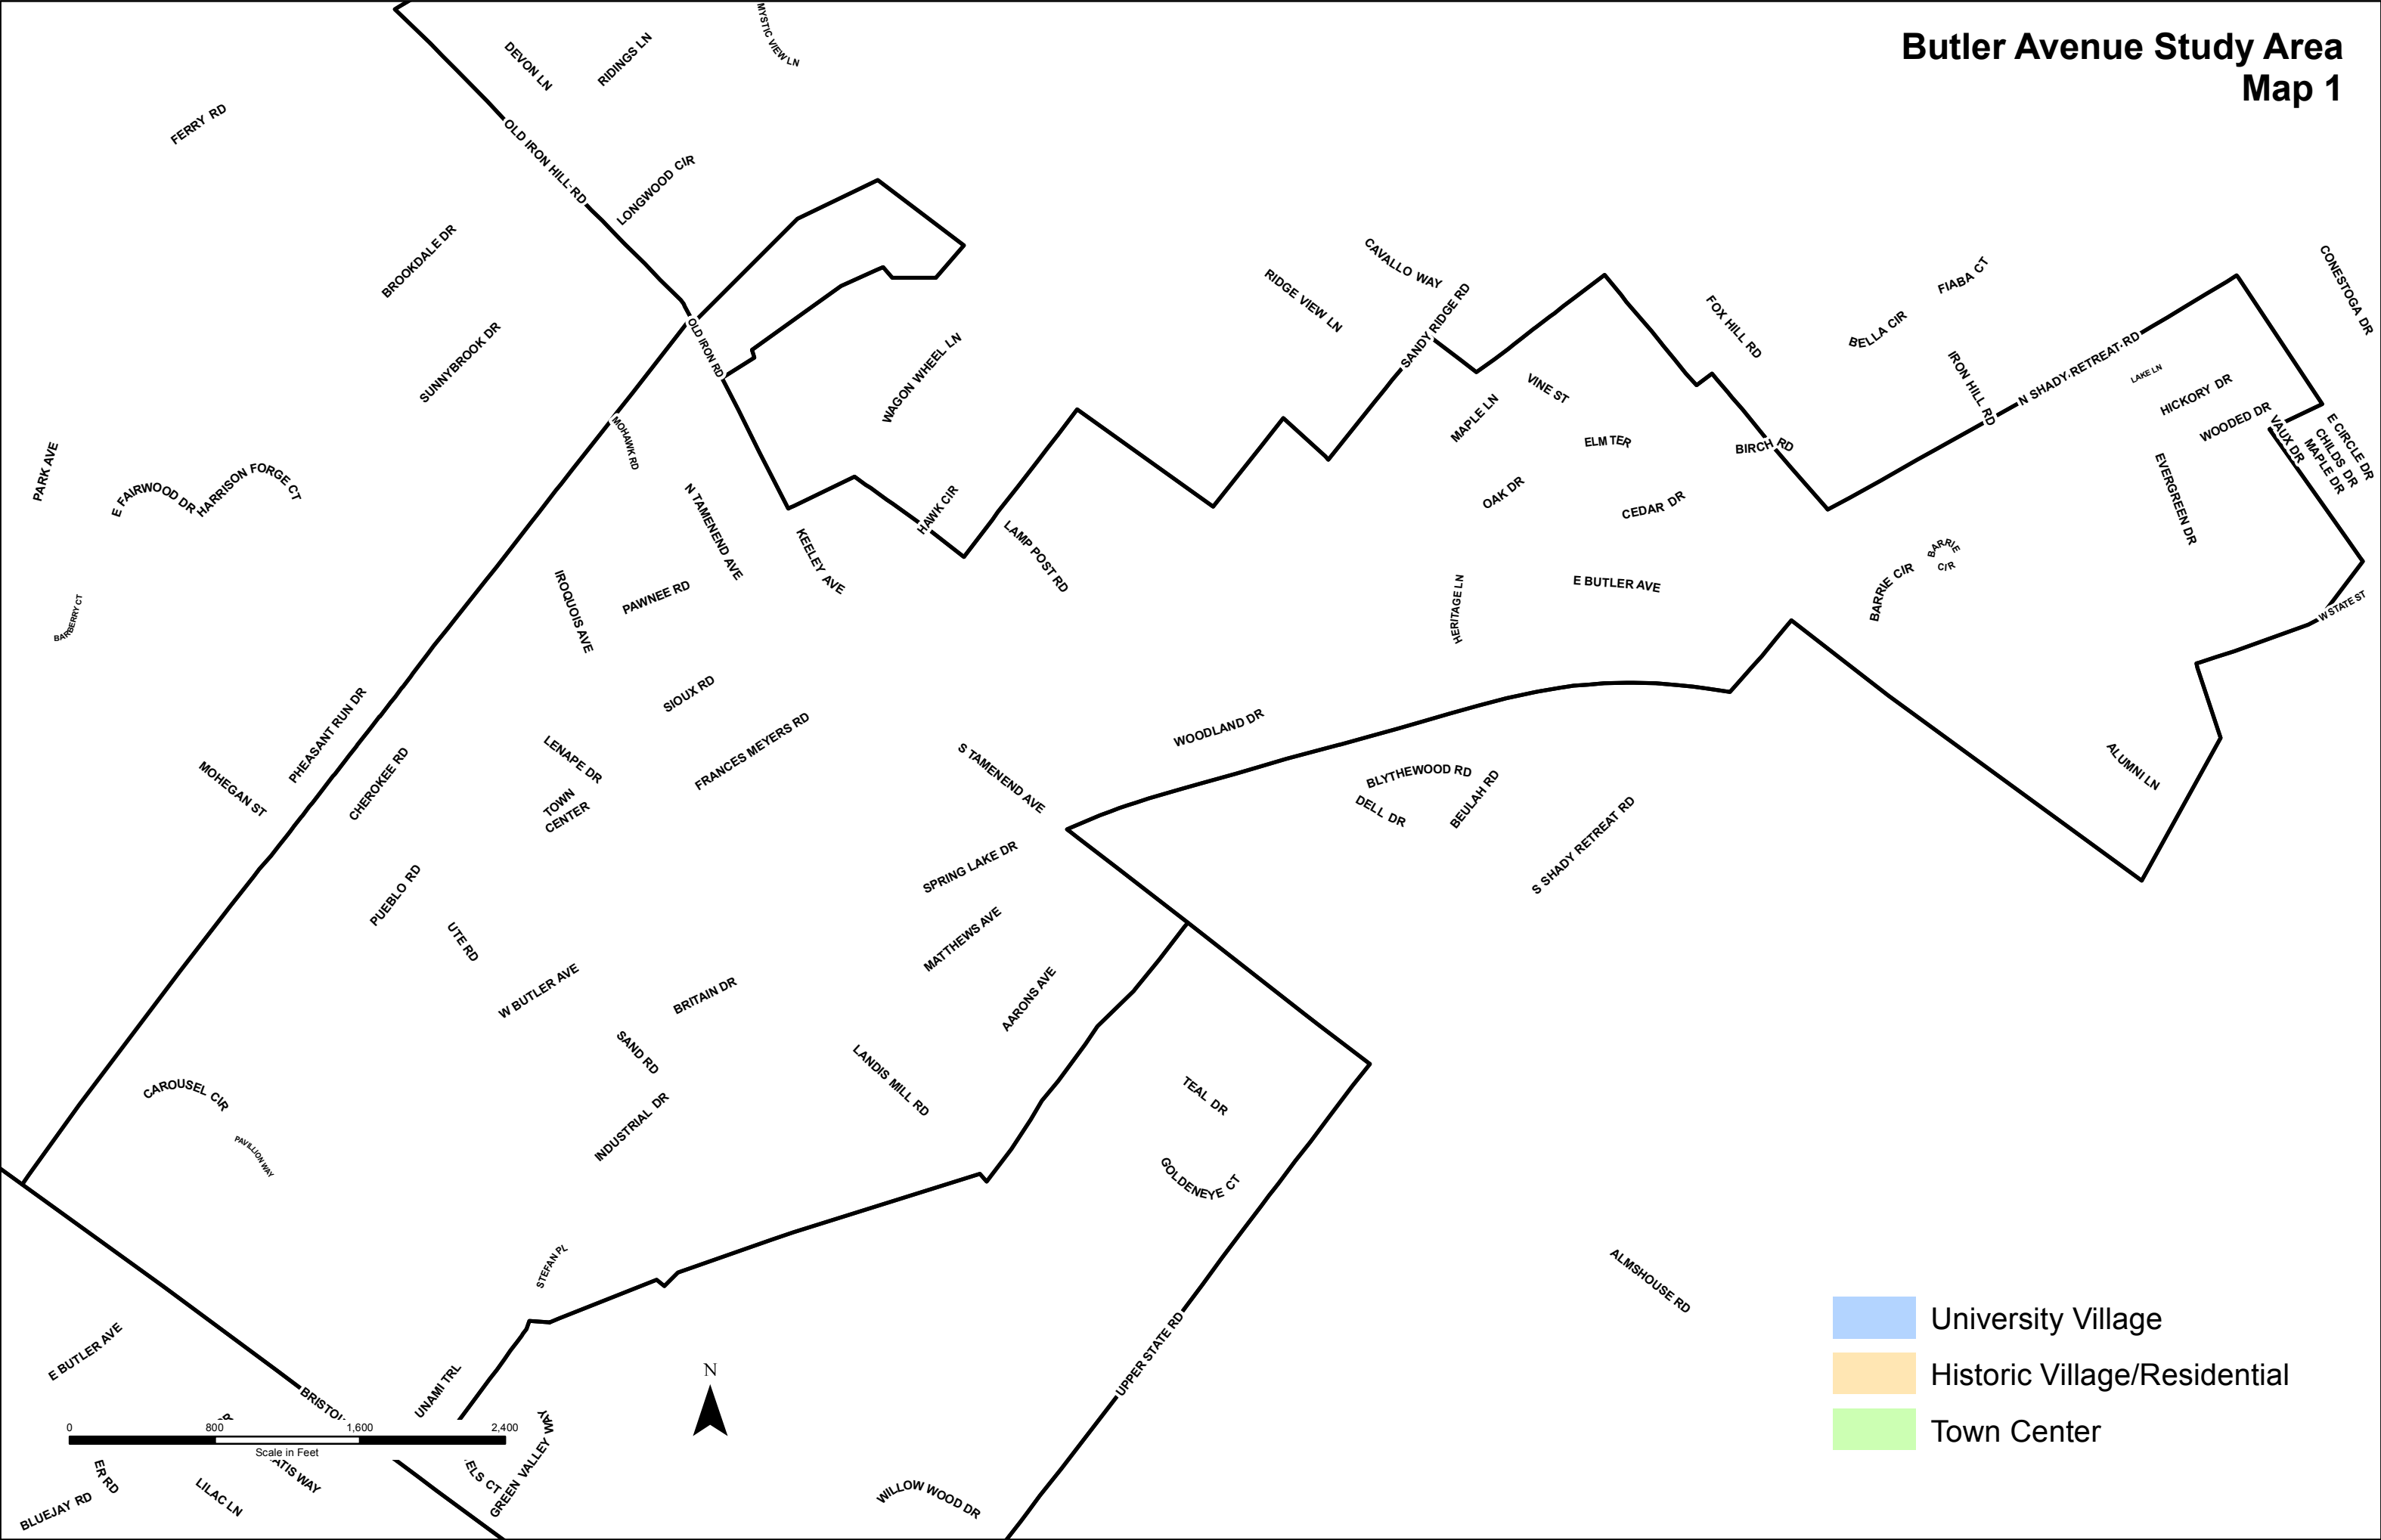 Butler Avenue Study Area
Map 1
MYSTIC VIEW LN
DEVON LN
RIDINGS LN
FERRY RD
OLD IRON HILL RD
LONGWOOD CIR
BROOKDALE DR
CAVALLO WAY
RIDGE VIEW LN
SANDY RIDGE RD
FOX HILL RD
FIABA CT
BELLA CIR
CONESTOGA DR
SUNNYBROOK DR
OLD IRON RD
WAGON WHEEL LN
IRON HILL RD
N SHADY RETREAT RD
LAKE LN
HICKORY DR
WOODED DR
VAUX DR
E CIRCLE DR
CHILDS DR
MAPLE DR
VINE ST
MAPLE LN
ELM TER
BIRCH RD
MOHAWK RD
PARK AVE
E FAIRWOOD DR
HARRISON FORGE CT
EVERGREEN DR
OAK DR
CEDAR DR
N TAMENEND AVE
HAWK CIR
KEELEY AVE
LAMP POST RD
BARRIE
CIR
BARRIE CIR
E BUTLER AVE
HERITAGE LN
BARBERRY CT
IROQUOIS AVE
PAWNEE RD
W STATE ST
SIOUX RD
PHEASANT RUN DR
MOHEGAN ST
CHEROKEE RD
LENAPE DR
FRANCES MEYERS RD
TOWN
CENTER
S TAMENEND AVE
WOODLAND DR
BLYTHEWOOD RD
DELL DR
BEULAH RD
S SHADY RETREAT RD
ALUMNI LN
SPRING LAKE DR
PUEBLO RD
UTE RD
MATTHEWS AVE
W BUTLER AVE
BRITAIN DR
AARONS AVE
SAND RD
LANDIS MILL RD
CAROUSEL CIR
PAVILLION WAY
INDUSTRIAL DR
TEAL DR
GOLDENEYE CT
STEFAN PL
ALMSHOUSE RD
UPPER STATE RD
E BUTLER AVE
BRISTOL
UNAMI TRL
N
DR
0 800 1,600 2,400
Scale in Feet
GREEN VALLEY WAY
ELS CT
ER RD
ATIS WAY
LILAC LN
BLUEJAY RD
WILLOW WOOD DR
University Village
Historic Village/Residential
Town Center